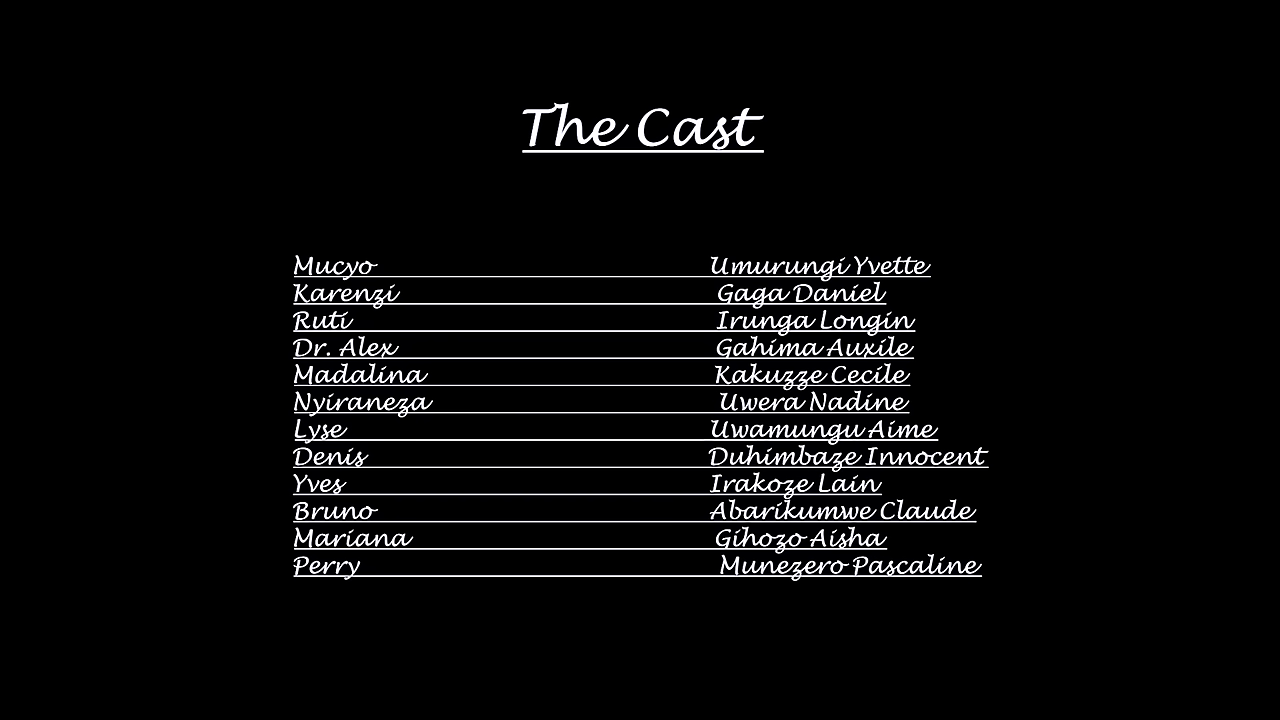 The Cast
Mucyo Umurungi Yvette
Karenzi Gaga Daniel
Ruti Irunga Longin
Dr. Alex Gahima Auxile
Madalina Kakuzze Cecile
Nyiraneza Uwera Nadine
Lyse Uwamungu Aime
Denis Duhimbaze Innocent
Yves Irakoze Lain
Bruno Abarikumwe Claude
Mariana Gihozo Aisha
Perry Munezero Pascaline